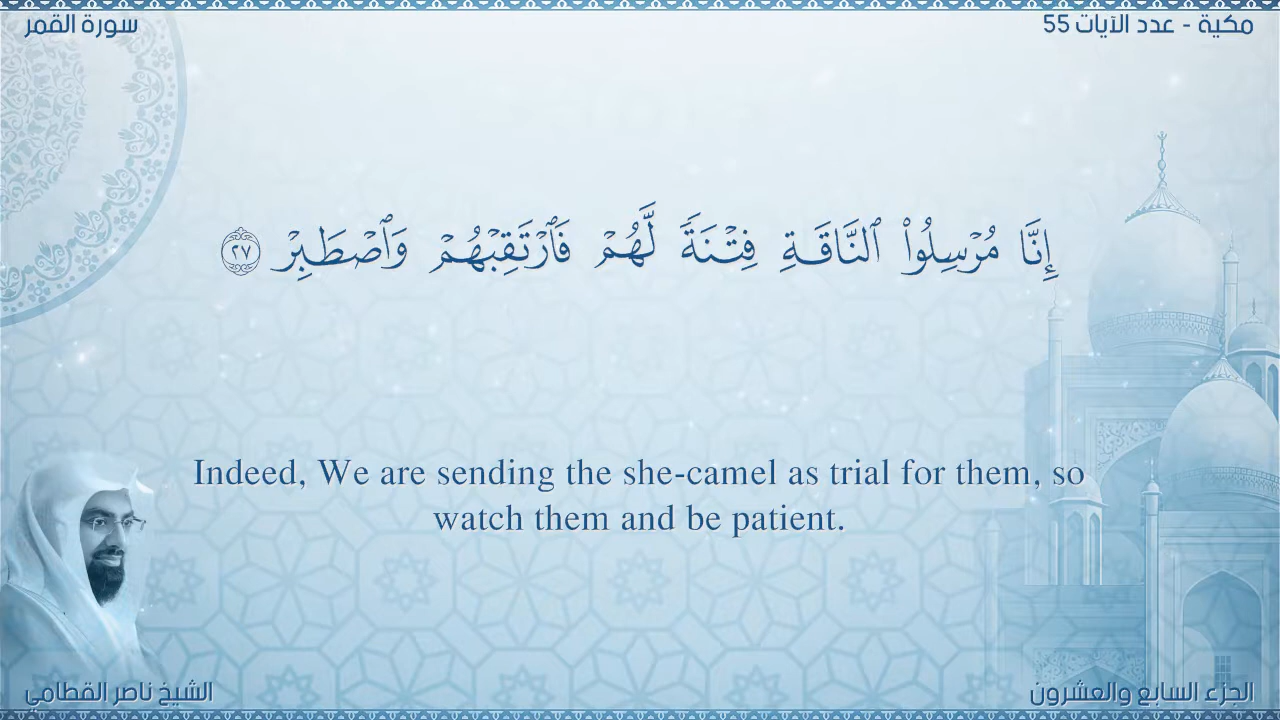 سورة القمر
مكية - عدد الآيات 55
إِنَّا مُرْسِلُوا۟ ٱلنَّاقَةِ فِتْنَةً لَّهُمْ فَٱرْتَقِبْهُمْ وَٱصْطَبِرْ ٢٧
Indeed, We are sending the she-camel as trial for them, so
watch them and be patient.
الشيخ ناصر القطامي
الجزء السابع والعشرون